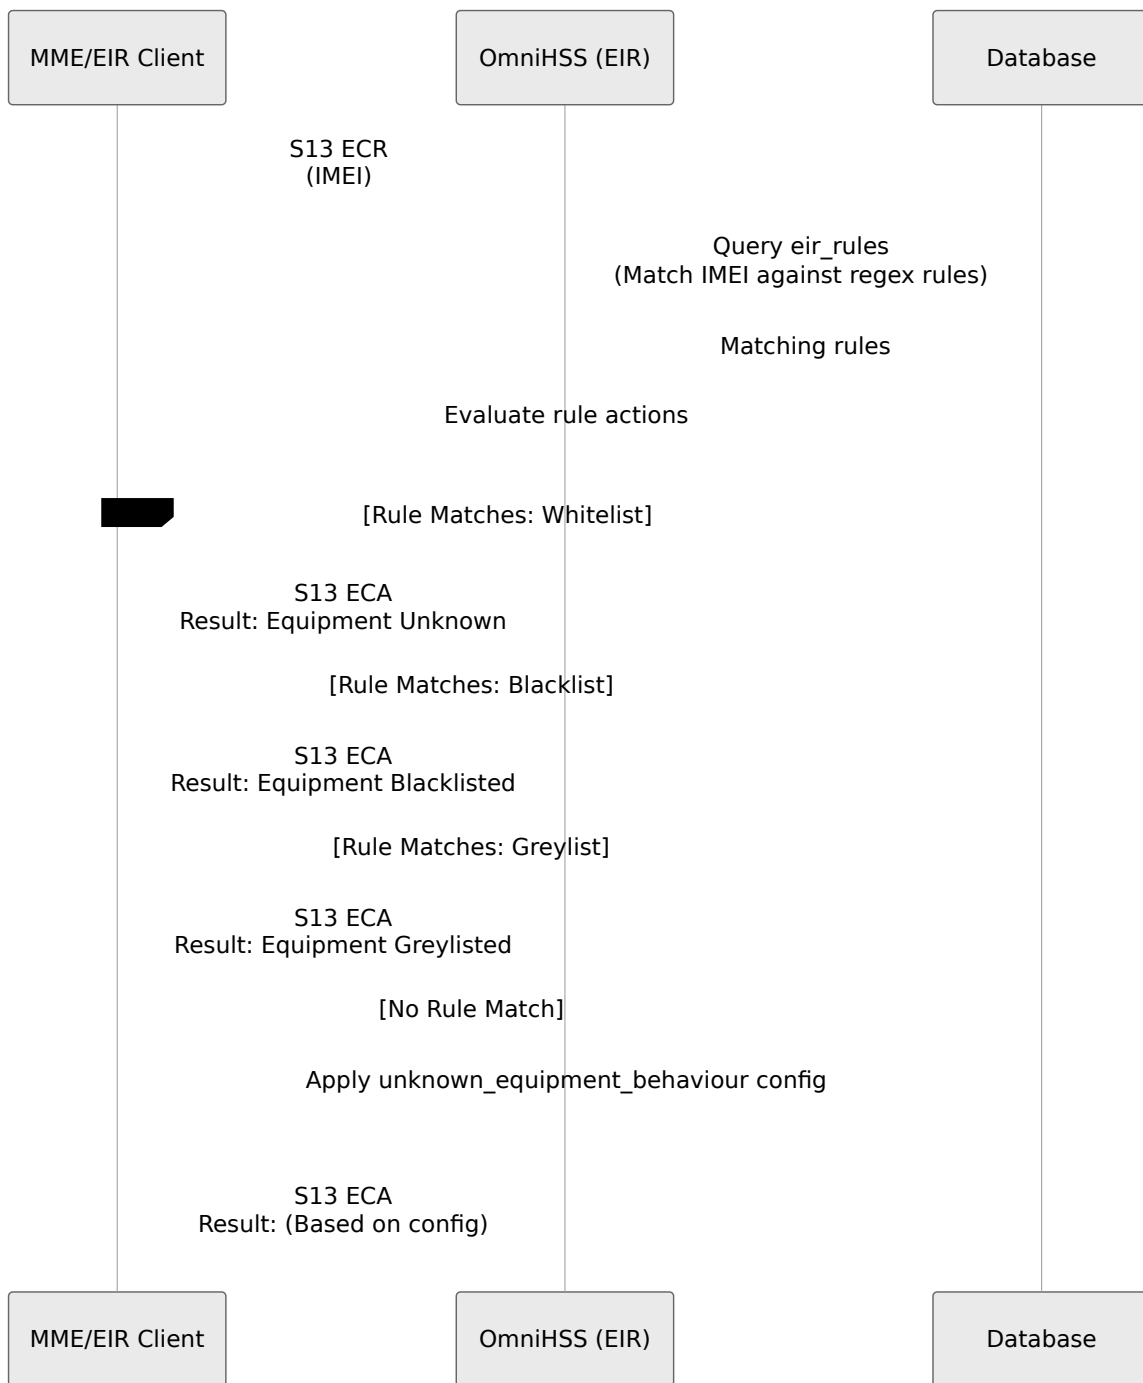 MME/EIR Client
OmniHSS (EIR)
Database
S13 ECR
(IMEI)
Query eir_rules
(Match IMEI against regex rules)
Matching rules
Evaluate rule actions
[Rule Matches: Whitelist]
S13 ECA
Result: Equipment Unknown
[Rule Matches: Blacklist]
S13 ECA
Result: Equipment Blacklisted
[Rule Matches: Greylist]
S13 ECA
Result: Equipment Greylisted
[No Rule Match]
Apply unknown_equipment_behaviour config
S13 ECA
Result: (Based on config)
MME/EIR Client
OmniHSS (EIR)
Database